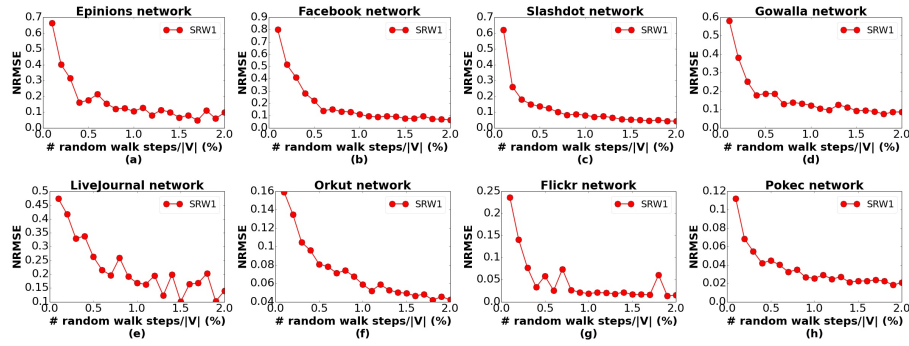 Epinions network
NRMSE
0.7
0.6
0.5
0.4
0.3
0.2
0.1
0.0
SRW1
0.0 0.5 1.0 1.5 2.0
# random walk steps/|V| (%)
(a)
Facebook network
NRMSE
0.9
0.8
0.7
0.6
0.5
0.4
0.3
0.2
0.1
0.0
SRW1
0.0 0.5 1.0 1.5 2.0
# random walk steps/|V| (%)
(b)
Slashdot network
NRMSE
0.7
0.6
0.5
0.4
0.3
0.2
0.1
0.0
SRW1
0.0 0.5 1.0 1.5 2.0
# random walk steps/|V| (%)
(c)
Gowalla network
NRMSE
0.6
0.5
0.4
0.3
0.2
0.1
0.0
SRW1
0.0 0.5 1.0 1.5 2.0
# random walk steps/|V| (%)
(d)
LiveJournal network
NRMSE
0.5
0.45
0.4
0.35
0.3
0.25
0.2
0.15
0.1
SRW1
0.0 0.5 1.0 1.5 2.0
# random walk steps/|V| (%)
(e)
Orkut network
NRMSE
0.16
0.14
0.12
0.10
0.08
0.06
0.04
SRW1
0.0 0.5 1.0 1.5 2.0
# random walk steps/|V| (%)
(f)
Flickr network
NRMSE
0.25
0.20
0.15
0.10
0.05
0.00
SRW1
0.0 0.5 1.0 1.5 2.0
# random walk steps/|V| (%)
(g)
Pokec network
NRMSE
0.12
0.10
0.08
0.06
0.04
0.02
0.00
SRW1
0.0 0.5 1.0 1.5 2.0
# random walk steps/|V| (%)
(h)